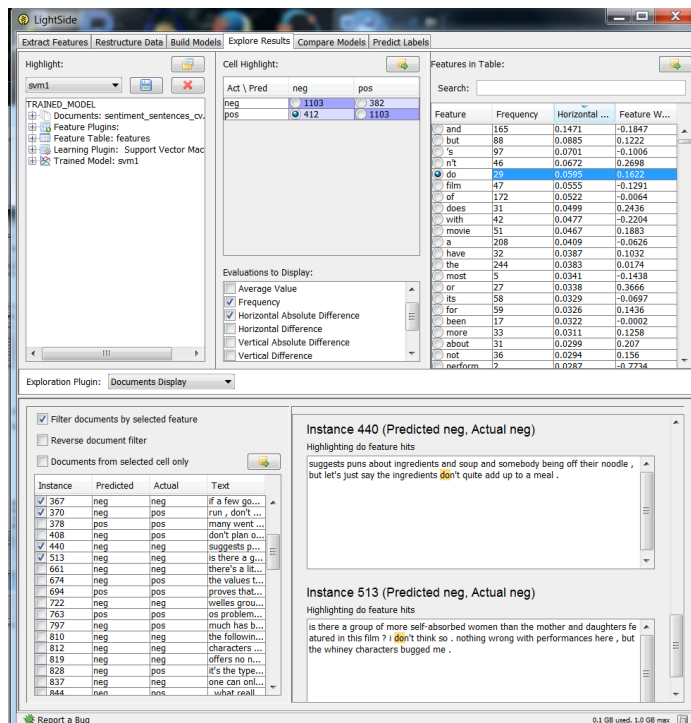 LightSide
Extract Features Restructure Data Build Models Explore Results Compare Models Predict Labels
Highlight:
svm1
TRAINED_MODEL
Documents: sentiment_sentences_cv.
Feature Plugins:
Feature Table: features
Learning Plugin: Support Vector Mac
Trained Model: svm1
Cell Highlight:
Act \ Pred neg pos
neg 1103 382
pos 412 1103
Evaluations to Display:
Average Value
Frequency
Horizontal Absolute Difference
Horizontal Difference
Vertical Absolute Difference
Vertical Difference
Features in Table:
Search:
Feature Frequency Horizontal ... Feature W...
and 165 0.1471 -0.1847
but 88 0.0885 0.1222
's 97 0.0701 -0.1006
n't 46 0.0672 0.2698
do 29 0.0595 0.1622
film 47 0.0555 -0.1291
of 172 0.0522 -0.0064
does 31 0.0499 0.2436
with 42 0.0477 -0.2204
movie 51 0.0467 0.1883
a 208 0.0409 -0.0626
have 32 0.0387 0.1032
the 244 0.0383 0.0174
most 5 0.0341 -0.1438
or 27 0.0338 0.3666
its 58 0.0329 -0.0697
for 59 0.0326 0.1436
been 17 0.0322 -0.0002
more 33 0.0311 0.1258
about 31 0.0299 0.207
not 36 0.0294 0.156
perform 2 0.0287 -0.7734
Exploration Plugin: Documents Display
Filter documents by selected feature
Reverse document filter
Documents from selected cell only
Instance Predicted Actual Text
367 neg neg if a few go...
370 neg pos run , don't ...
378 pos pos many went ...
408 neg neg don't plan o...
440 neg neg suggests p...
513 neg neg is there a g...
661 neg neg there's a lit...
674 neg pos the values t...
694 pos pos proves that...
722 neg neg welles grou...
763 pos pos os problem...
797 neg pos much has b...
810 neg neg the followin...
812 neg neg characters ...
819 neg neg offers no n...
828 pos pos it's the type...
837 neg neg one can onl...
844 neg pos what reall
Instance 440 (Predicted neg, Actual neg)
Highlighting do feature hits
suggests puns about ingredients and soup and somebody being off their noodle ,
but let's just say the ingredients don't quite add up to a meal .
Instance 513 (Predicted neg, Actual neg)
Highlighting do feature hits
is there a group of more self-absorbed women than the mother and daughters fe
atured in this film ? i don't think so . nothing wrong with performances here , but
the whiney characters bugged me .
Report a Bug
0.1 GB used, 1.0 GB max